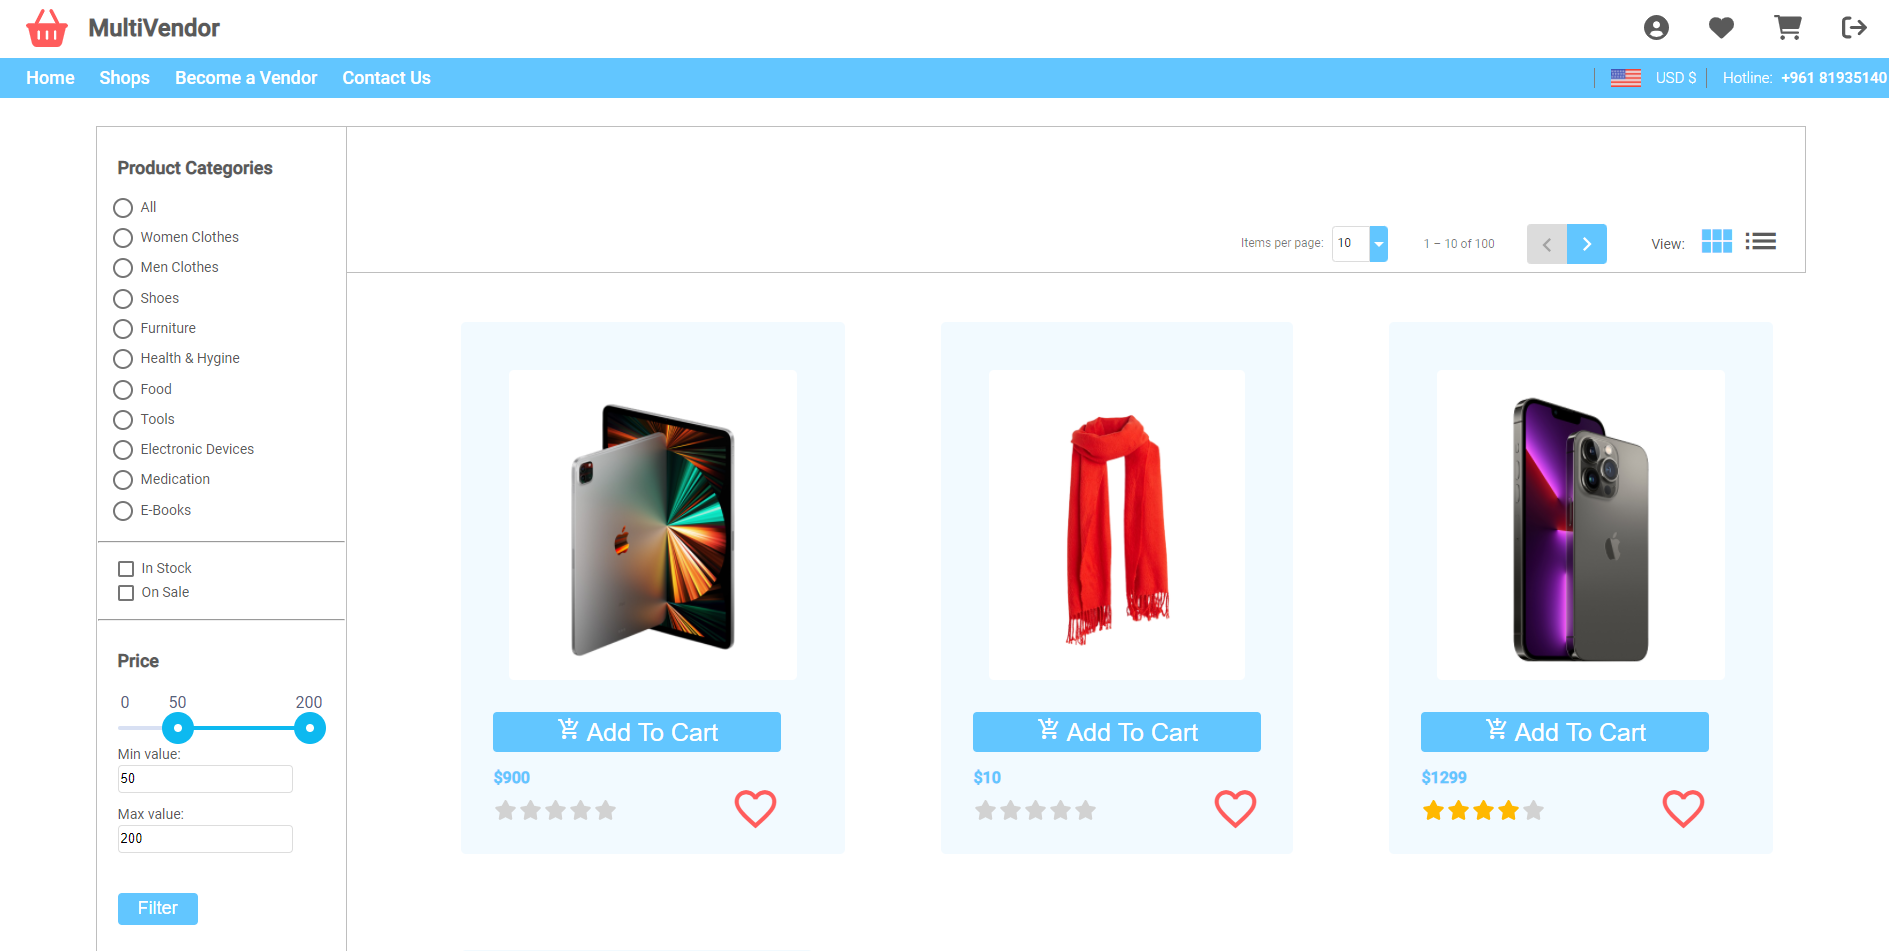 MultiVendor
Home Shops Become a Vendor Contact Us USD $ Hotline: +961 81935140
Product Categories
All
Women Clothes
Men Clothes
Shoes
Furniture
Health & Hygine
Food
Tools
Electronic Devices
Medication
E-Books
In Stock
On Sale
Price
0 50 200
Min value:
50
Max value:
200
Filter
Items per page: 10 1 – 10 of 100 View:
Add To Cart
$900
Add To Cart
$10
Add To Cart
$1299